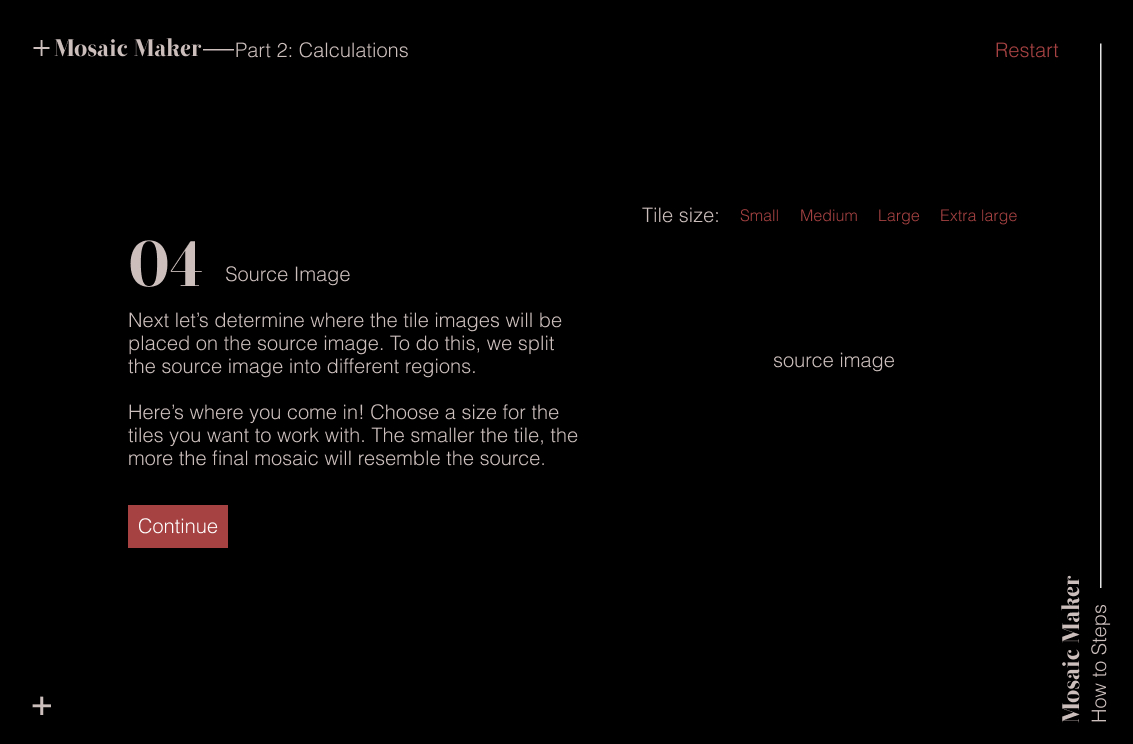 + Mosaic Maker—Part 2: Calculations
Restart
Tile size: Small Medium Large Extra large
04 Source Image
Next let’s determine where the tile images will be
placed on the source image. To do this, we split
the source image into different regions.
Here’s where you come in! Choose a size for the
tiles you want to work with. The smaller the tile, the
more the final mosaic will resemble the source.
source image
Continue
Mosaic Maker
How to Steps
+